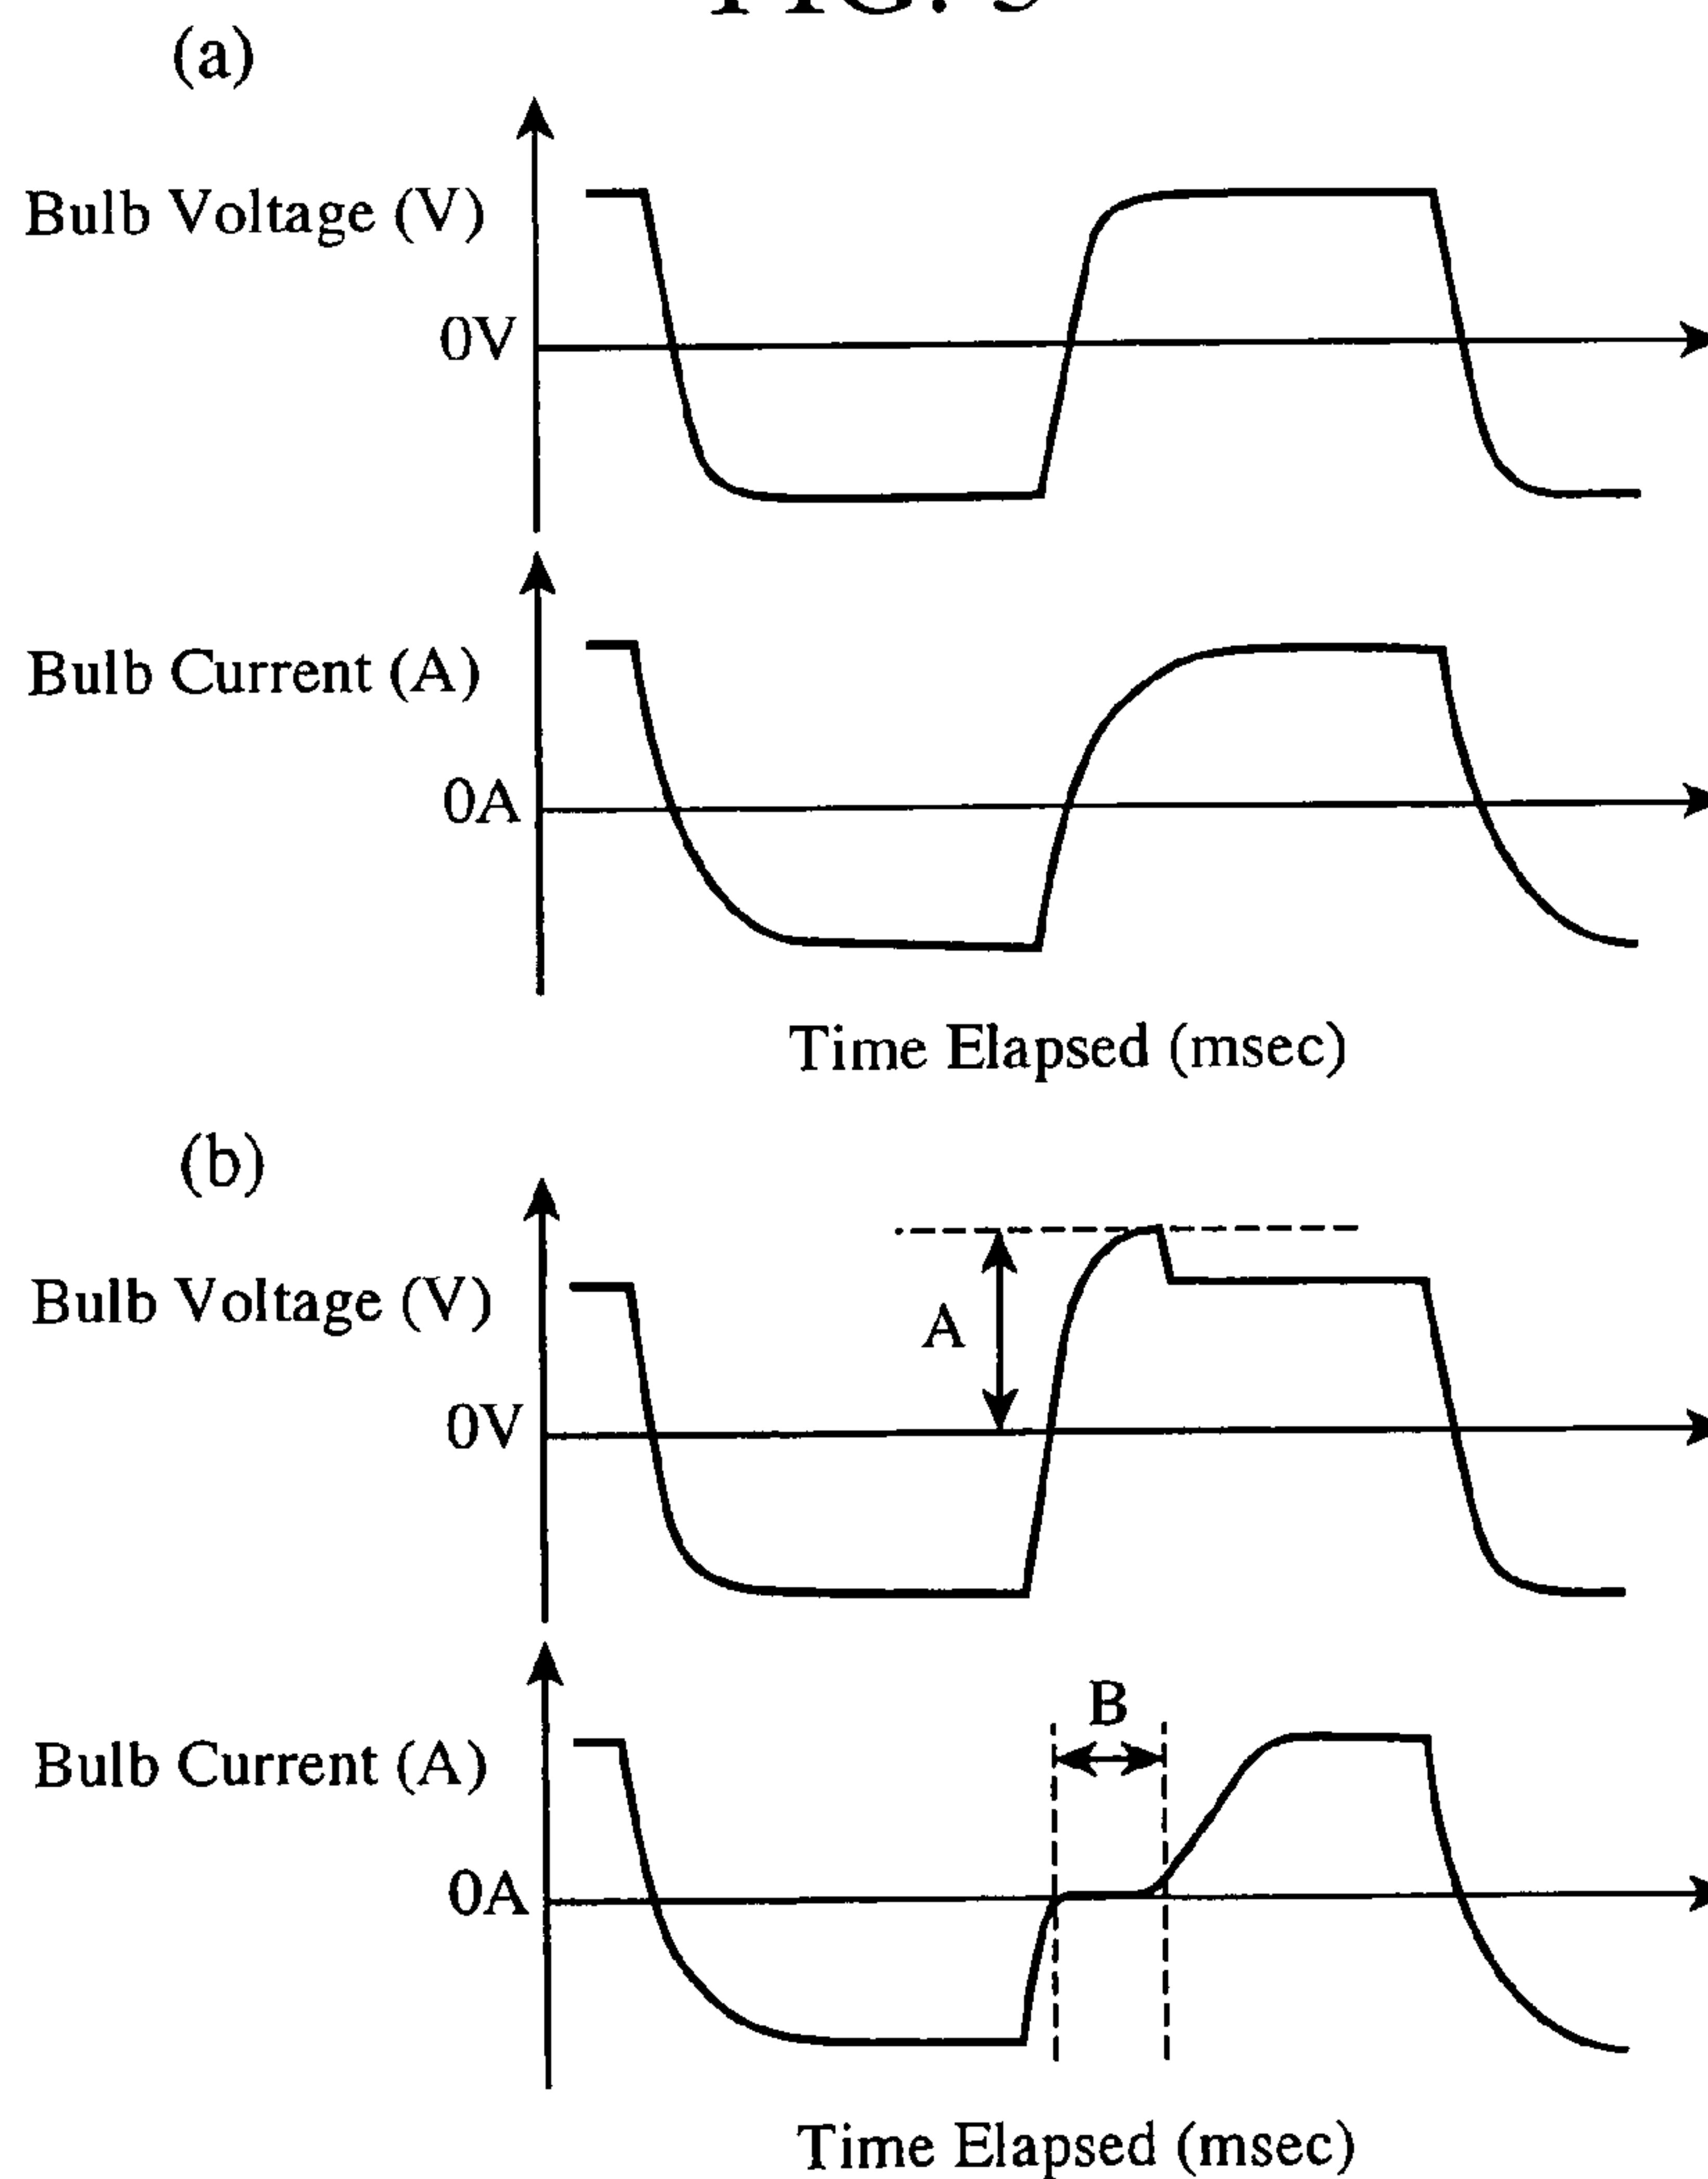 (a)
Bulb Voltage (V)
0V
Bulb Current (A)
0A
Time Elapsed (msec)
(b)
A
Bulb Voltage (V)
0V
B
Bulb Current (A)
0A
Time Elapsed (msec)